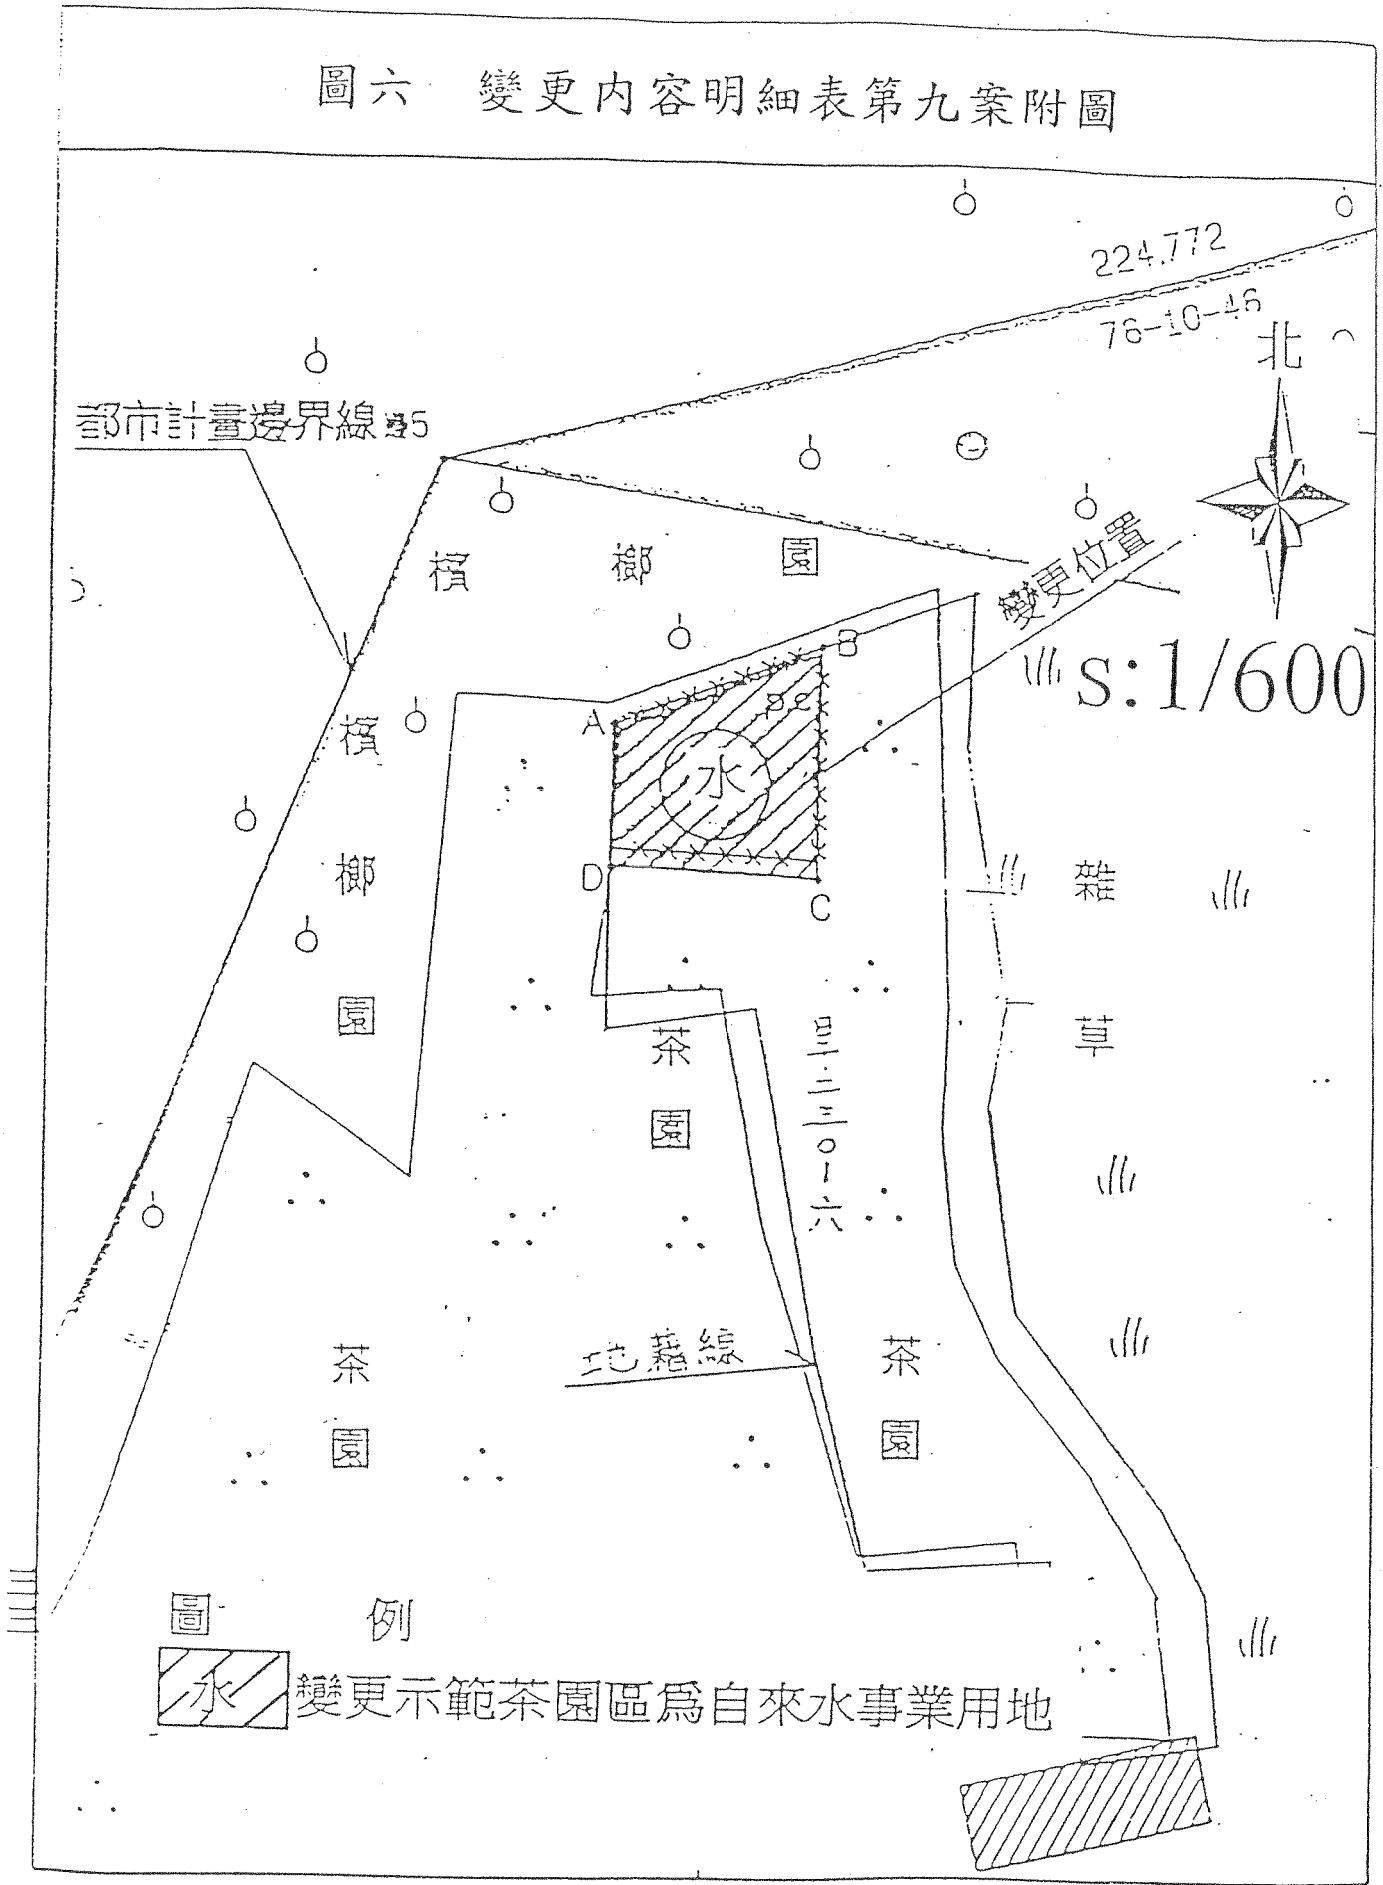 圖六 變更內容明細表第九案附圖
224.772
76-10-46
北
都市計畫邊界線
檳榔園
變更位置
S:1/600
A
B
水
D
C
檳榔園
雜草
茶園
茶園
地籍線
茶園
圖例
水 變更示範茶園區為自來水事業用地